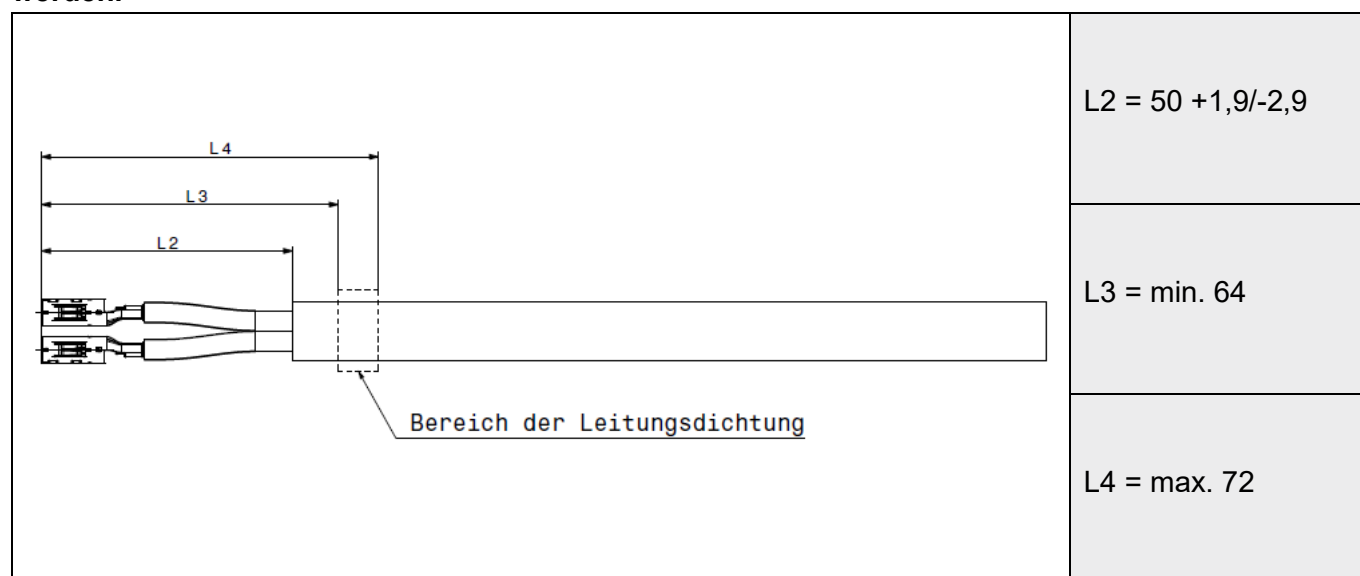 L4
L3
L2
Bereich der Leitungsdichtung
L2 = 50 +1,9/-2,9
L3 = min. 64
L4 = max. 72